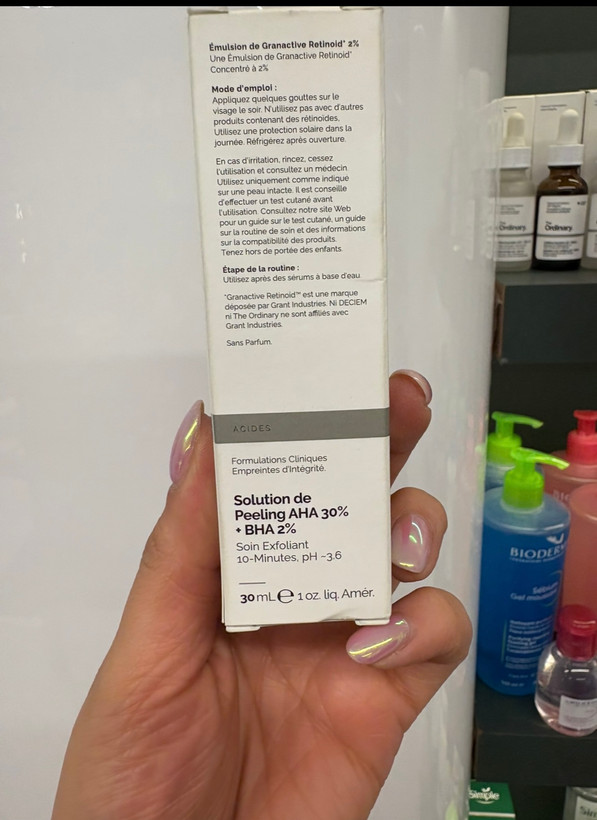 Émulsion de Granactive Retinoid* 2%
Une Émulsion de Granactive Retinoid*
Concentré à 2%
Mode d'emploi :
Appliquez quelques gouttes sur le
visage le soir. N'utilisez pas avec d'autres
produits contenant des rétinoïdes.
Utilisez une protection solaire dans la
journée. Réfrigérez après ouverture.
En cas d'irritation, rincez, cessez
l'utilisation et consultez un médecin
Utilisez uniquement comme indiqué
sur une peau intacte. Il est conseillé
d'effectuer un test cutané avant
l'utilisation. Consultez notre site Web
pour un guide sur le test cutané, un guide
sur la routine de soin et des informations
sur la compatibilité des produits.
Tenez hors de portée des enfants.
Étape de la routine :
Utilisez après des sérums à base d'eau
*Granactive Retinoid™ est une marque
déposée par Grant Industries. Ni DECIEM
ni The Ordinary ne sont affiliés avec
Grant Industries.
Sans Parfum.
ACIDES
Formulations Cliniques
Empreintes d'Intégrité.
Solution de
Peeling AHA 30%
+ BHA 2%
Soin Exfoliant
10-Minutes, pH ~3.6
30 mL ℮ 1 oz. liq. Amér.
The
Ordinary.
BIODER
Sébium
Gel moussant
Simple